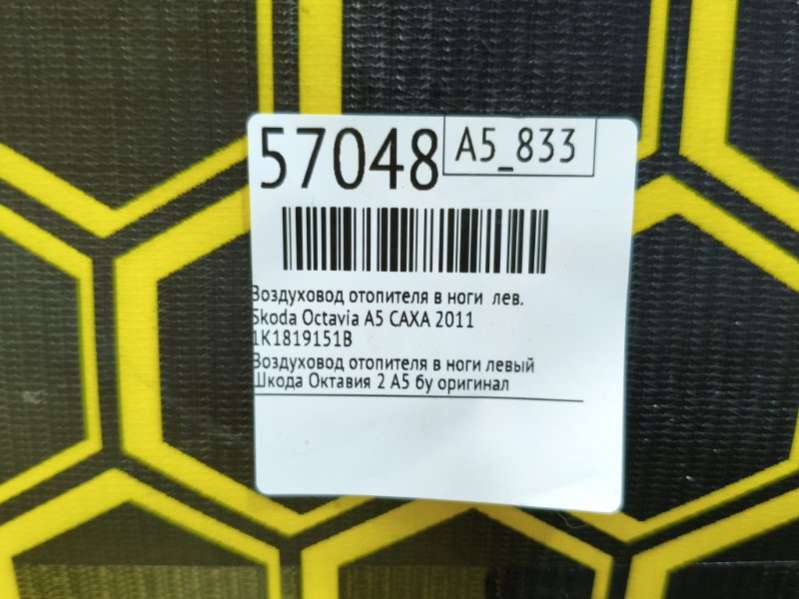 57048
A5_833
Воздуховод отопителя в ноги лев.
Skoda Octavia A5 CAXA 2011
1K1819151B
Воздуховод отопителя в ноги левый
Шкода Октавия 2 А5 бу оригинал